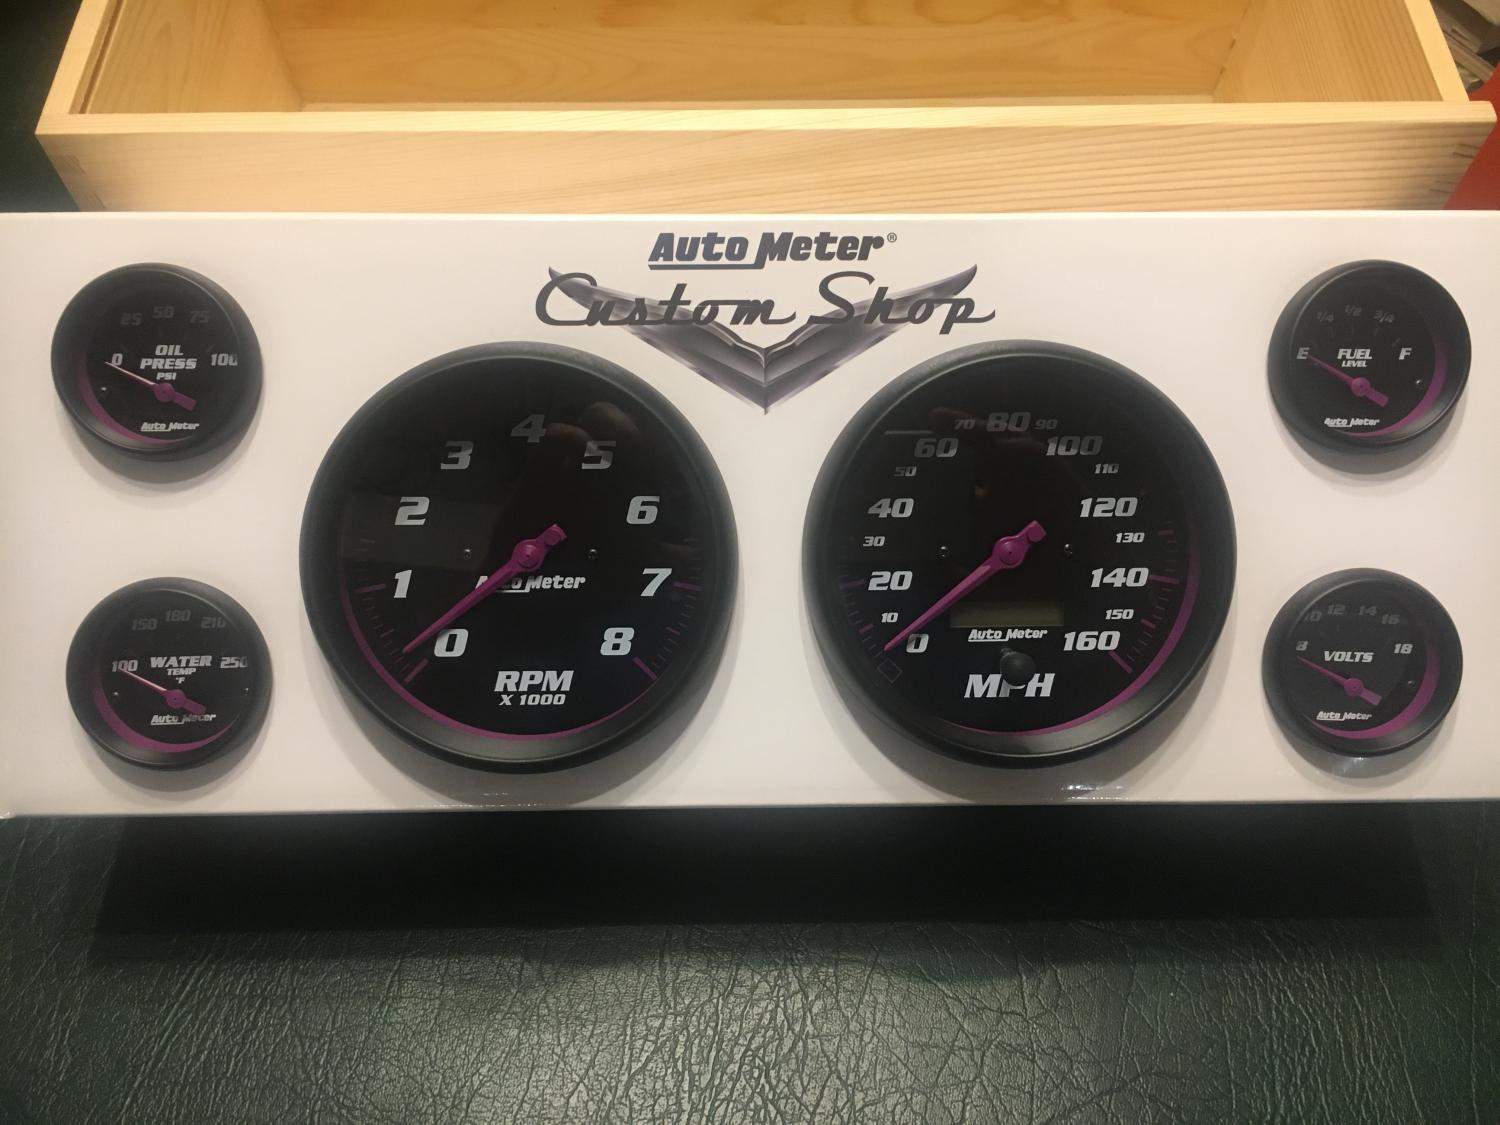 Auto Meter®
Custom Shop
25 50 75
0 100
OIL
PRESS
PSI
Auto Meter
150 180 210
100 250
WATER
TEMP
°F
Auto Meter
0 1 2 3 4 5 6 7 8
Auto Meter
RPM
X 1000
0 10 20 30 40 50 60 70 80 90 100 110 120 130 140 150 160
Auto Meter
MPH
1/4 1/2 3/4
E F
FUEL
LEVEL
Auto Meter
10 12 14 16
8 18
VOLTS
Auto Meter